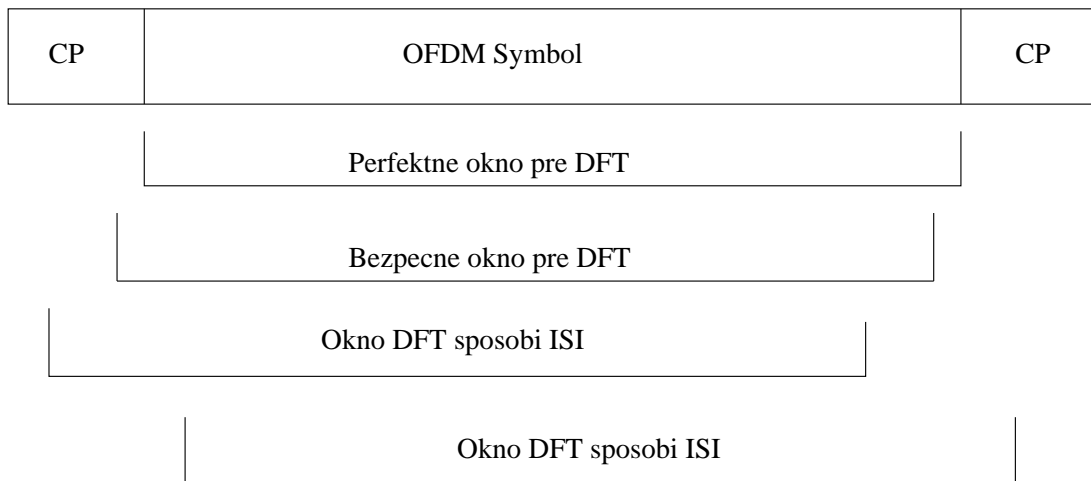 CP
OFDM Symbol
CP
Perfektne okno pre DFT
Bezpecne okno pre DFT
Okno DFT sposobi ISI
Okno DFT sposobi ISI